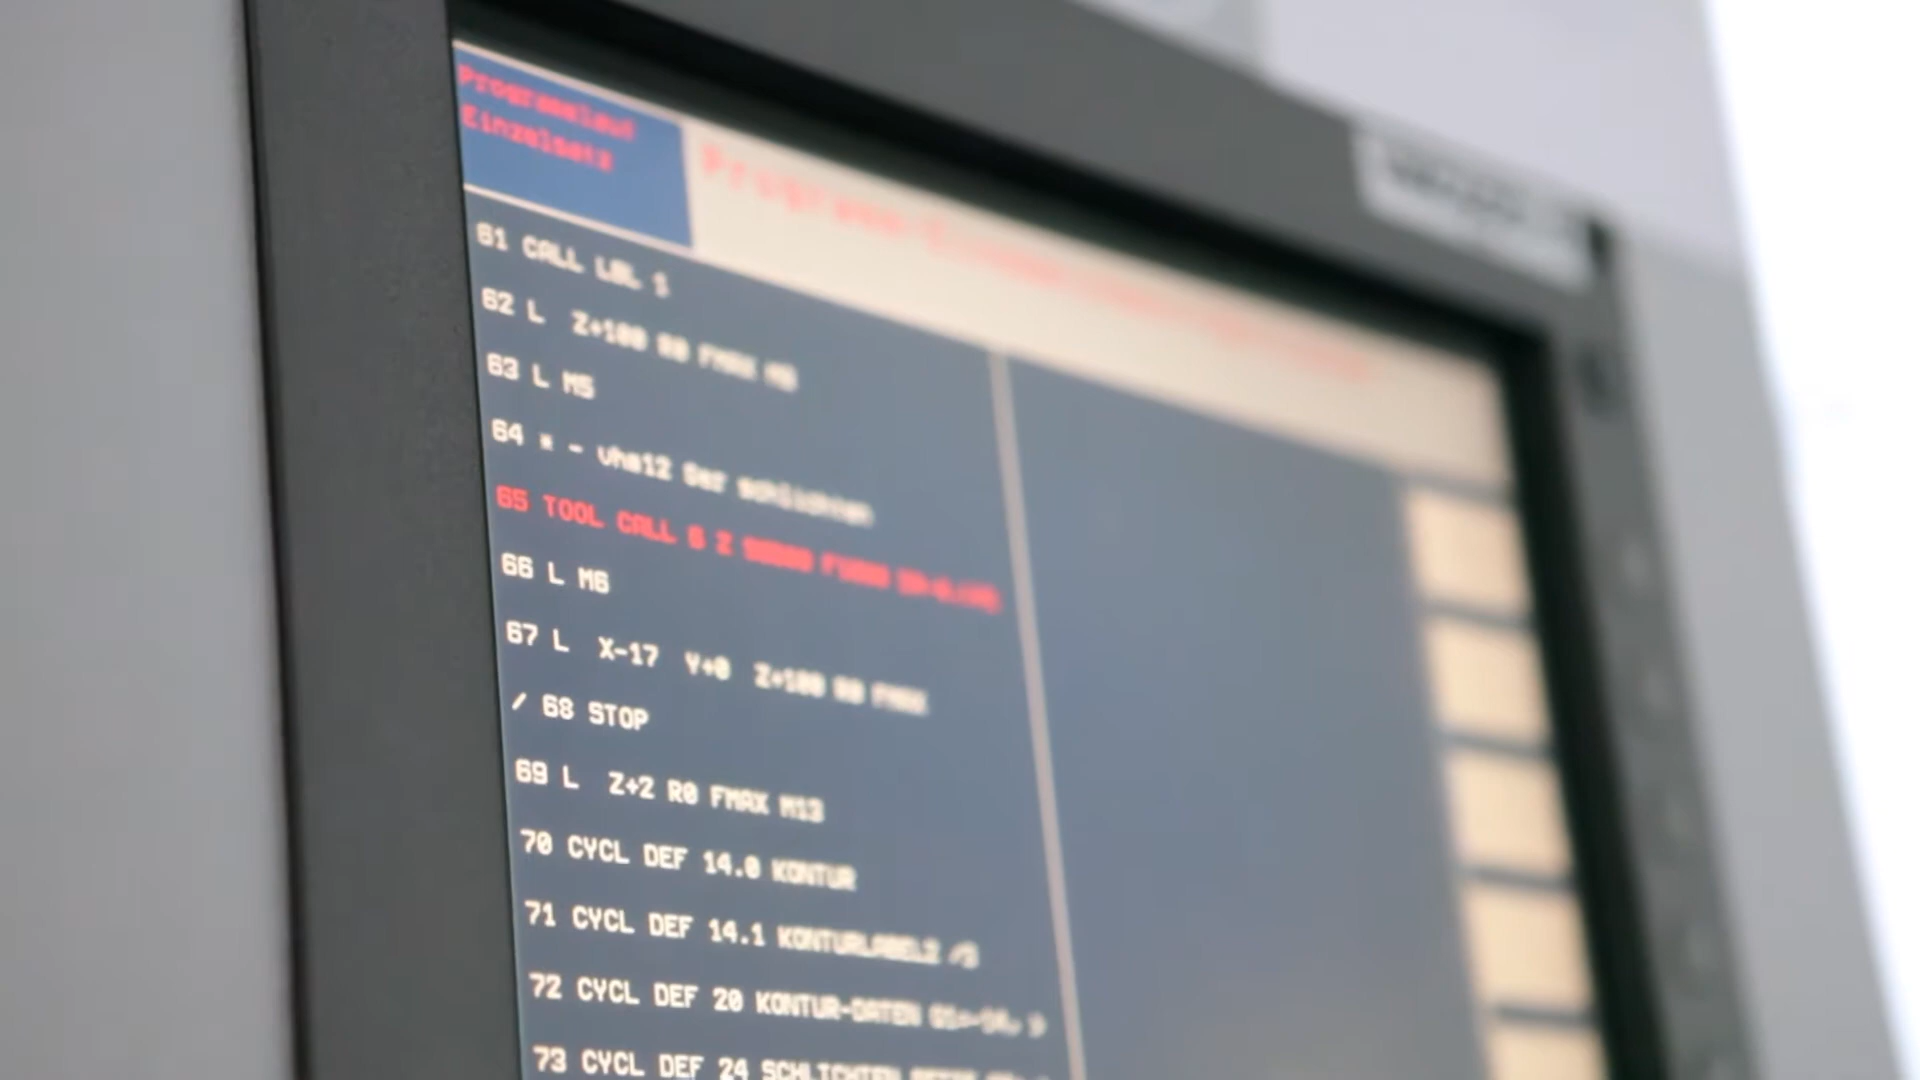 Programmlauf
Einzelsatz
Programm-
61 CALL LBL 1
62 L Z+100 R0 FMAX M9
63 L M5
64 * - vhm12 Der schlichten
65 TOOL CALL 6 Z
66 L M6
67 L X-17 Y+0 Z+100 R0 FMAX
/ 68 STOP
69 L Z+2 R0 FMAX M13
70 CYCL DEF 14.0 KONTUR
71 CYCL DEF 14.1 KONTURLABEL2 /3
72 CYCL DEF 20 KONTUR-DATEN
73 CYCL DEF 24 SCHLICHTEN